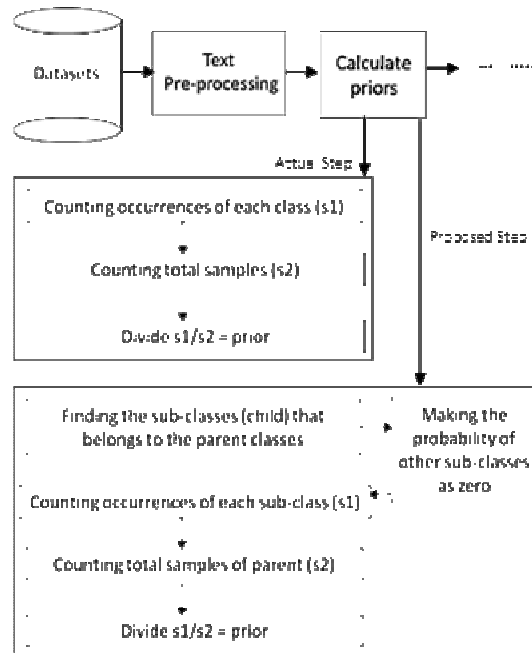 Datasets
Text
Pre-processing
Calculate
priors
Actual Step
Counting occurrences of each class (s1)
Counting total samples (s2)
Divide s1/s2 = prior
Proposed Step
Finding the sub-classes (child) that
belongs to the parent classes
Making the
probability of
other sub-classes
as zero
Counting occurrences of each sub-class (s1)
Counting total samples of parent (s2)
Divide s1/s2 = prior